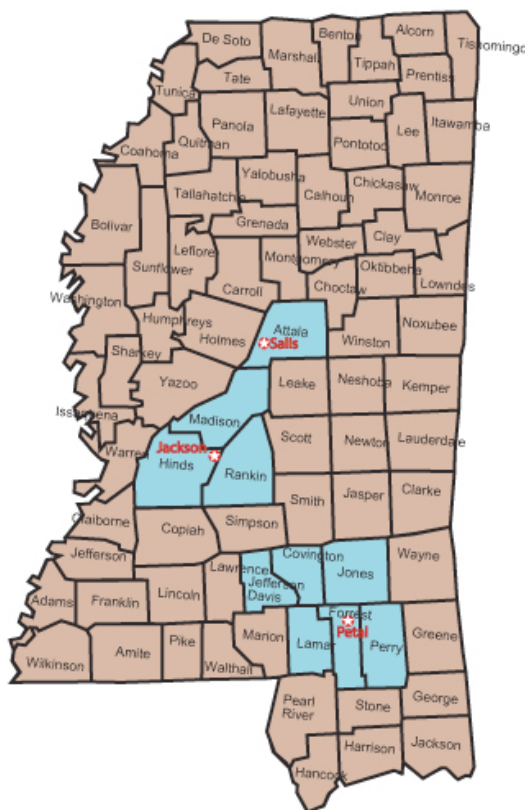 Alcorn
De Soto
Benton
Tishomingo
Marshall
Tippah
Prentiss
Tate
Tunica
Union
Lafayette
Itawamba
Panola
Lee
Quitman
Pontotoc
Coahoma
Yalobusha
Chickasaw
Tallahatchie
Calhoun
Monroe
Bolivar
Grenada
Clay
Webster
Leflore
Montgomery
Sunflower
Oktibbeha
Carroll
Choctaw
Lowndes
Washington
Humphreys
Noxubee
Attala
Holmes
Salls
Winston
Sharkey
Yazoo
Leake
Neshoba
Kemper
Issaquena
Madison
Scott
Newton
Lauderdale
Jackson
Warren
Hinds
Rankin
Clarke
Jasper
Smith
Claiborne
Simpson
Copiah
Jefferson
Covington
Wayne
Lawrence
Jones
Jefferson
Davis
Lincoln
Adams
Franklin
Forrest
Petal
Greene
Marion
Pike
Lamar
Perry
Amite
Wilkinson
Walthall
Pearl
River
George
Stone
Jackson
Harrison
Hancock